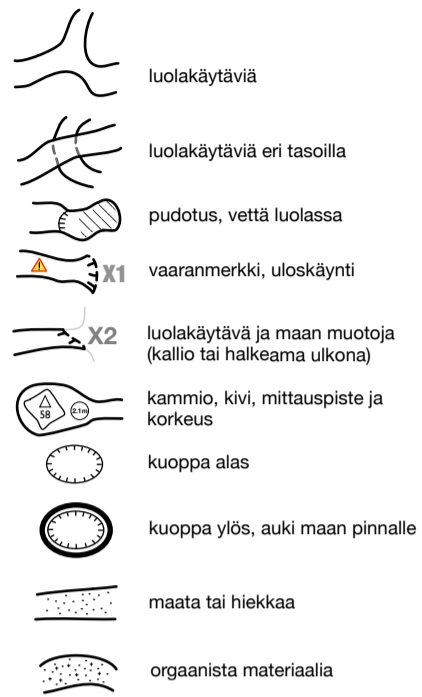 luolakäytäviä
luolakäytäviä eri tasoilla
pudotus, vettä luolassa
X1
vaaranmerkki, uloskäynti
X2
luolakäytävä ja maan muotoja
(kallio tai halkeama ulkona)
58
2.1m
kammio, kivi, mittauspiste ja
korkeus
kuoppa alas
kuoppa ylös, auki maan pinnalle
maata tai hiekkaa
orgaanista materiaalia